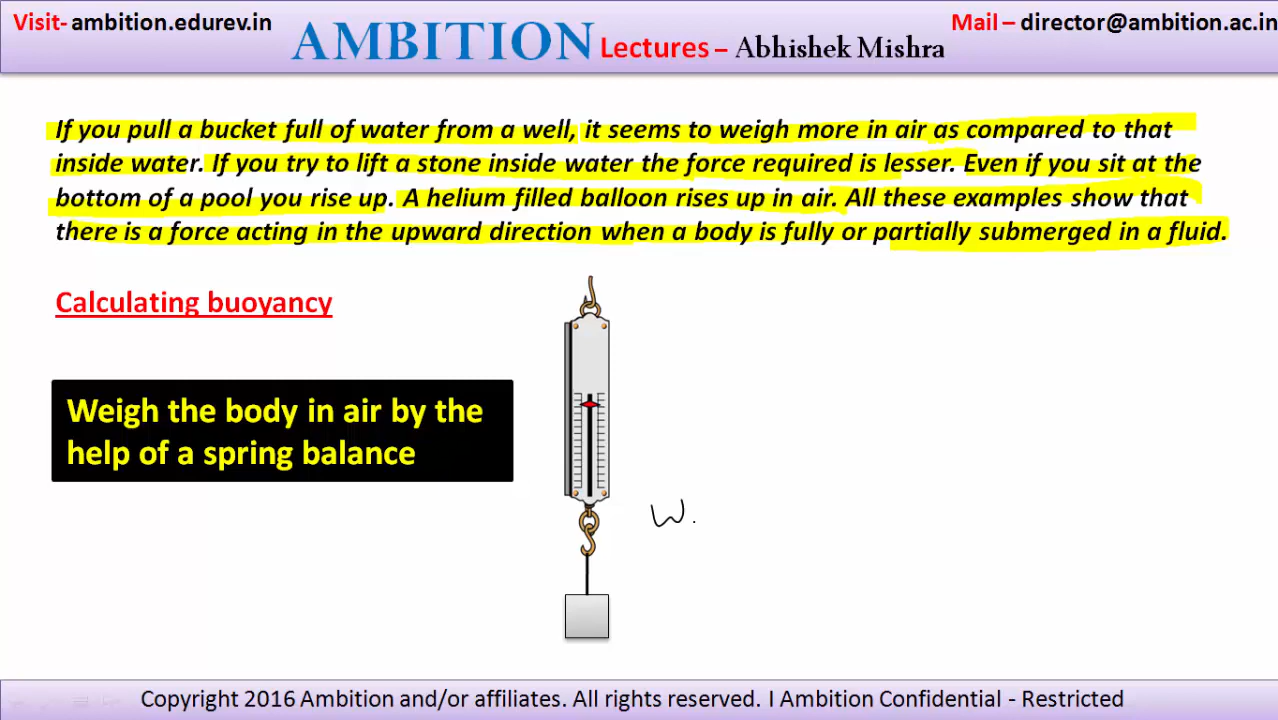 Visit- ambition.edurev.in
AMBITION Lectures – Abhishek Mishra
Mail – director@ambition.ac.in
If you pull a bucket full of water from a well, it seems to weigh more in air as compared to that
inside water. If you try to lift a stone inside water the force required is lesser. Even if you sit at the
bottom of a pool you rise up. A helium filled balloon rises up in air. All these examples show that
there is a force acting in the upward direction when a body is fully or partially submerged in a fluid.
Calculating buoyancy
Weigh the body in air by the
help of a spring balance
W.
Copyright 2016 Ambition and/or affiliates. All rights reserved. I Ambition Confidential - Restricted